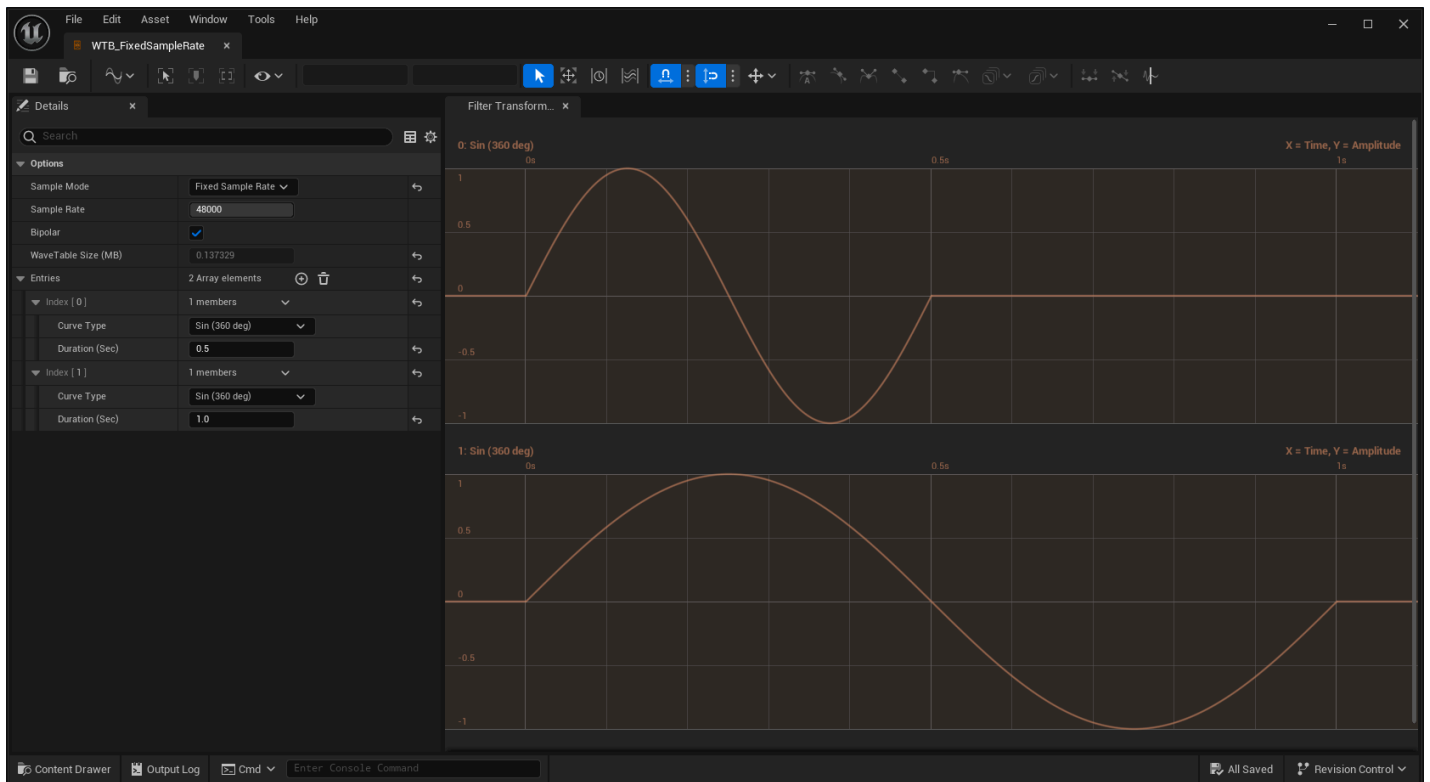 File Edit Asset Window Tools Help
WTB_FixedSampleRate
Details
Filter Transform...
Search
Options
Sample Mode Fixed Sample Rate
Sample Rate 48000
Bipolar
WaveTable Size (MB) 0.137329
Entries 2 Array elements
Index [ 0 ] 1 members
Curve Type Sin (360 deg)
Duration (Sec) 0.5
Index [ 1 ] 1 members
Curve Type Sin (360 deg)
Duration (Sec) 1.0
0: Sin (360 deg) X = Time, Y = Amplitude
0s 0.5s 1s
1
0.5
0
-0.5
-1
1: Sin (360 deg) X = Time, Y = Amplitude
0s 0.5s 1s
1
0.5
0
-0.5
-1
Content Drawer Output Log Cmd Enter Console Command All Saved Revision Control